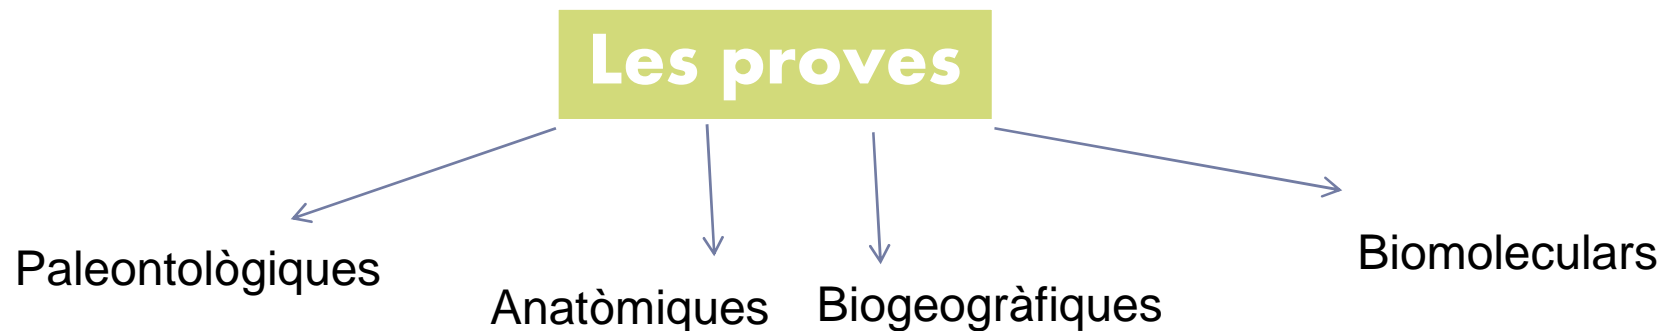 Les proves
Paleontològiques
Anatòmiques
Biogeogràfiques
Biomoleculars